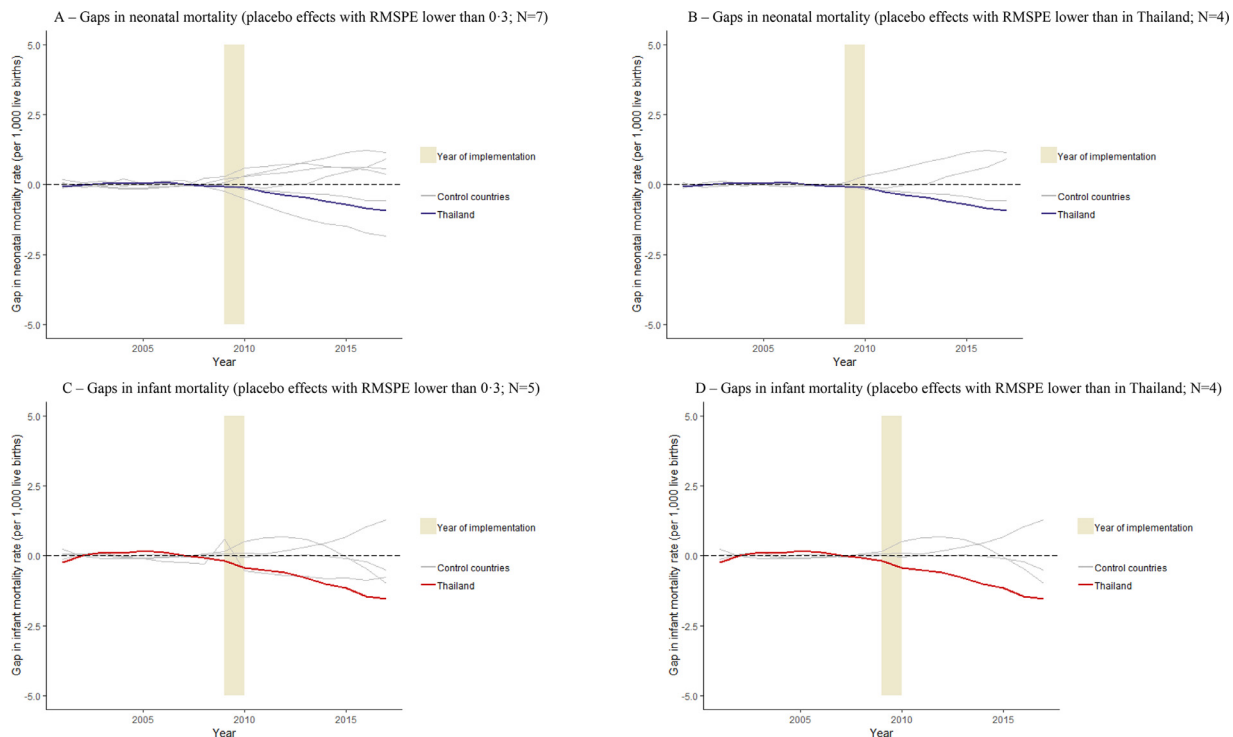 A – Gaps in neonatal mortality (placebo effects with RMSPE lower than 0·3; N=7)
Gap in neonatal mortality rate (per 1,000 live births)
5.0
2.5
0.0
-2.5
-5.0
2005
2010
2015
Year
Year of implementation
Control countries
Thailand
B – Gaps in neonatal mortality (placebo effects with RMSPE lower than in Thailand; N=4)
Gap in neonatal mortality rate (per 1,000 live births)
5.0
2.5
0.0
-2.5
-5.0
2005
2010
2015
Year
Year of implementation
Control countries
Thailand
C – Gaps in infant mortality (placebo effects with RMSPE lower than 0·3; N=5)
Gap in infant mortality rate (per 1,000 live births)
5.0
2.5
0.0
-2.5
-5.0
2005
2010
2015
Year
Year of implementation
Control countries
Thailand
D – Gaps in infant mortality (placebo effects with RMSPE lower than in Thailand; N=4)
Gap in infant mortality rate (per 1,000 live births)
5.0
2.5
0.0
-2.5
-5.0
2005
2010
2015
Year
Year of implementation
Control countries
Thailand